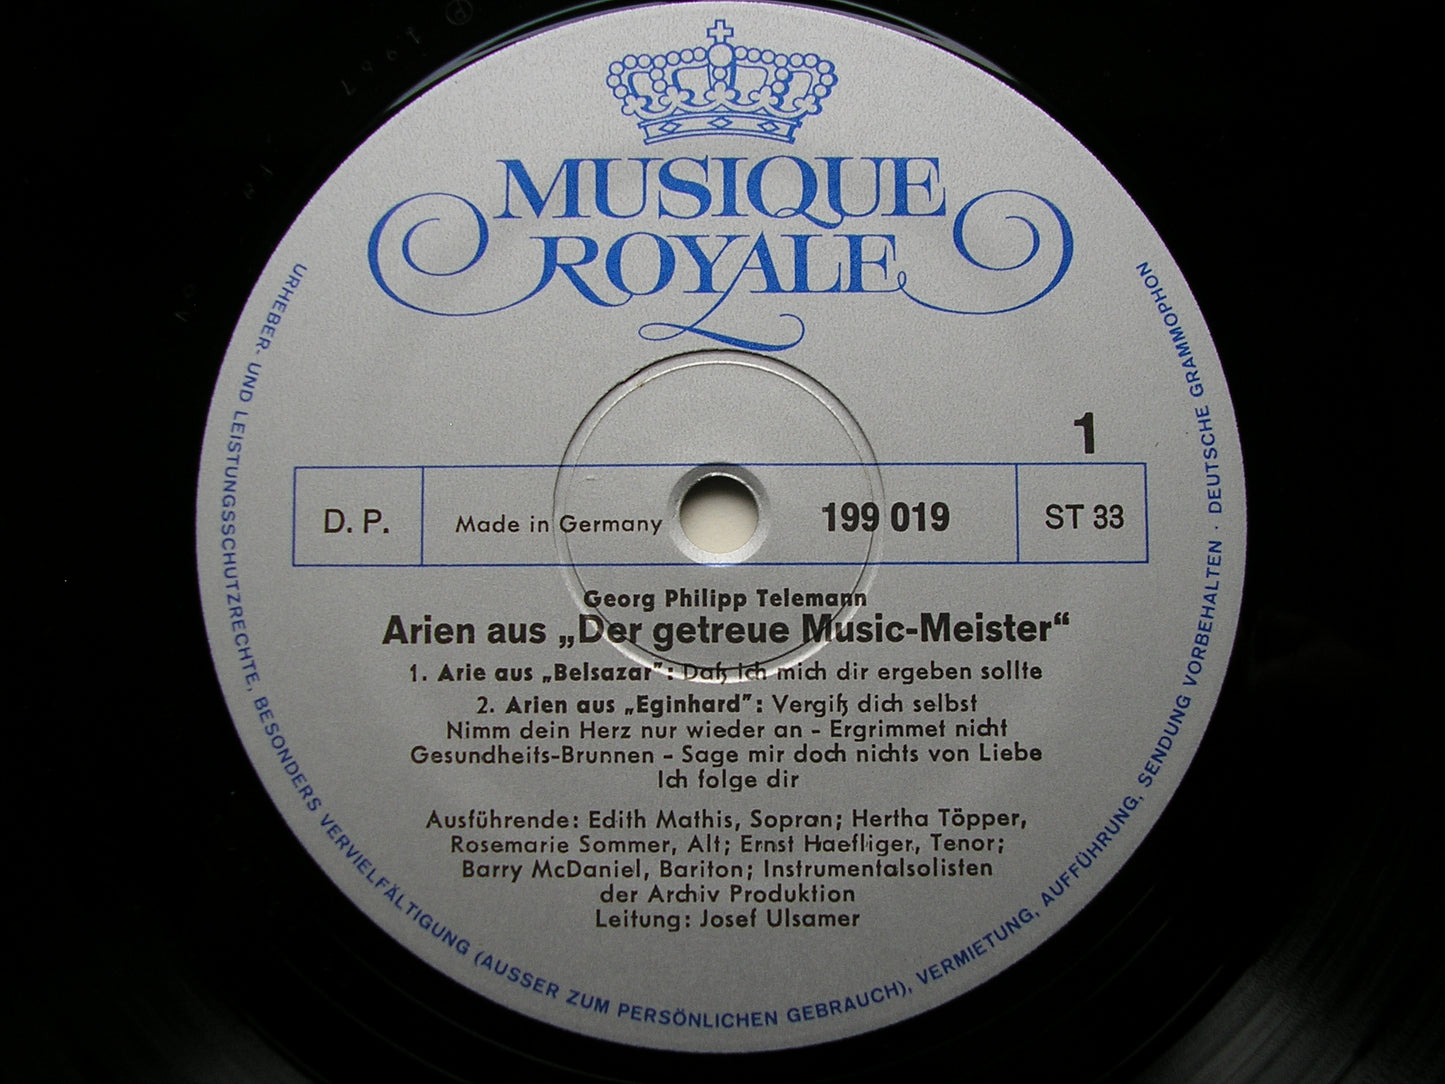 MUSIQUE
ROYALE
1
D. P.
Made in Germany
199 019
ST 33
Georg Philipp Telemann
Arien aus „Der getreue Music-Meister“
1. Arie aus „Belsazar”: Daß ich mich dir ergeben sollte
2. Arien aus „Eginhard”: Vergiß dich selbst
Nimm dein Herz nur wieder an – Ergrimmet nicht
Gesundheits-Brunnen – Sage mir doch nichts von Liebe
Ich folge dir
Ausführende: Edith Mathis, Sopran; Hertha Töpper,
Rosemarie Sommer, Alt; Ernst Haefliger, Tenor;
Barry McDaniel, Bariton; Instrumentalsolisten
der Archiv Produktion
Leitung: Josef Ulsamer
URHEBER- UND LEISTUNGSSCHUTZRECHTE, BESONDERS VERVIELFÄLTIGUNG (AUSSER ZUM PERSÖNLICHEN GEBRAUCH), VERMIETUNG, AUFFÜHRUNG, SENDUNG VORBEHALTEN · DEUTSCHE GRAMMOPHON
℗ 1967